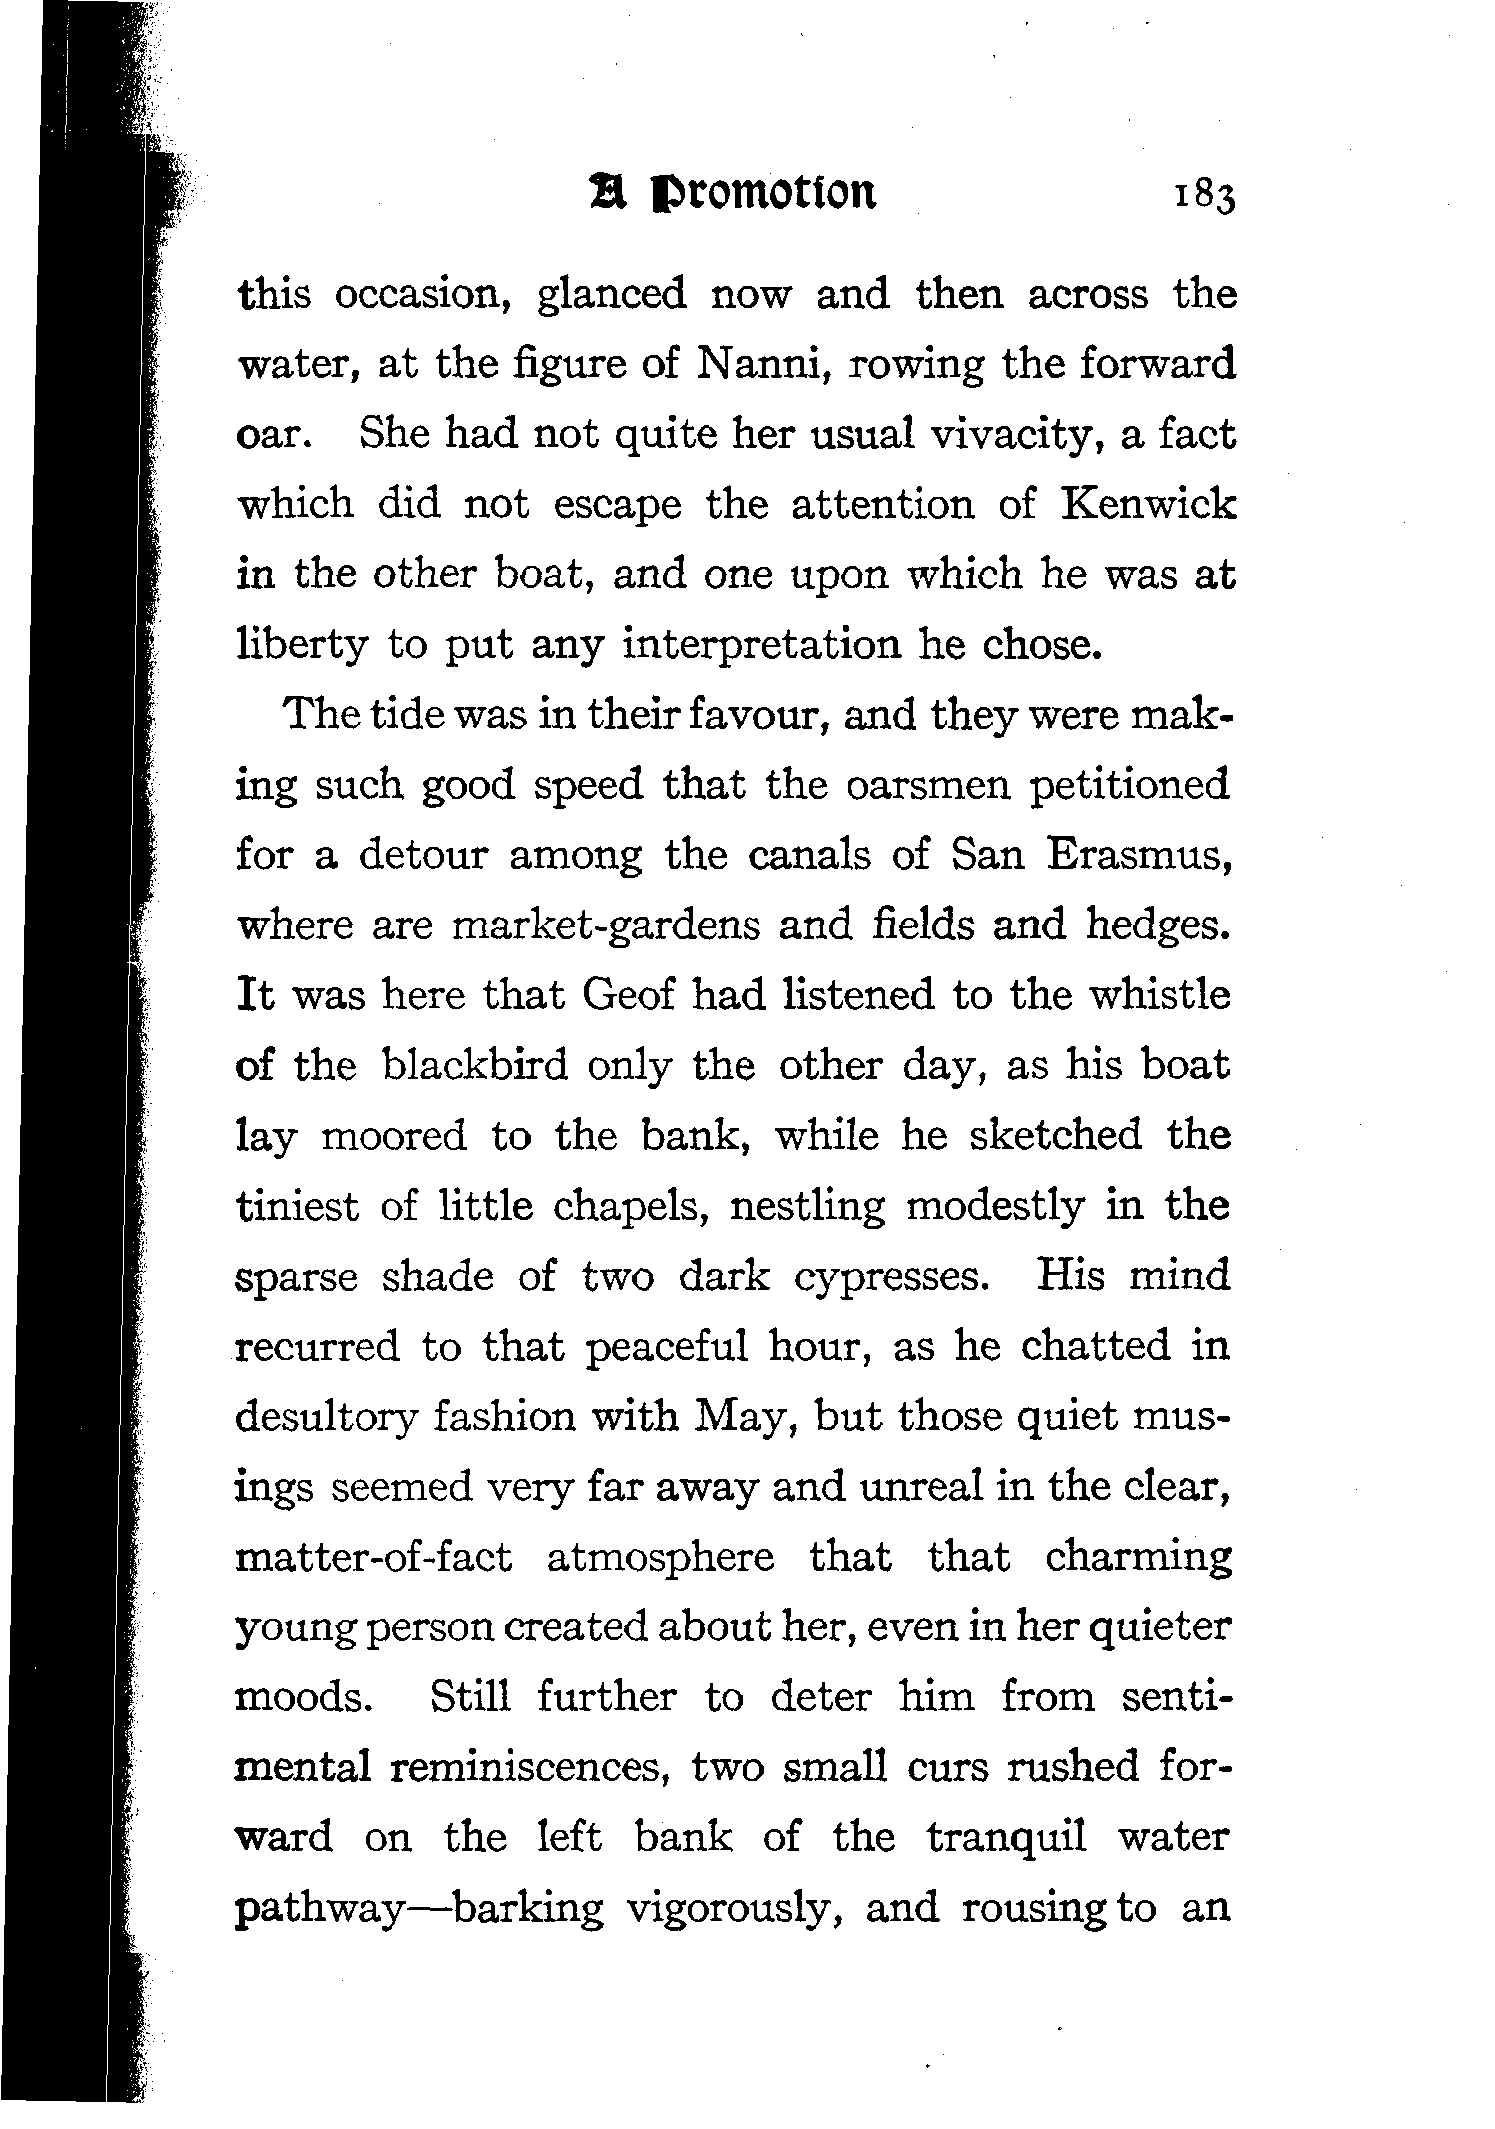 A Promotion 183
this occasion, glanced now and then across the
water, at the figure of Nanni, rowing the forward
oar. She had not quite her usual vivacity, a fact
which did not escape the attention of Kenwick
in the other boat, and one upon which he was at
liberty to put any interpretation he chose.
The tide was in their favour, and they were mak-
ing such good speed that the oarsmen petitioned
for a detour among the canals of San Erasmus,
where are market-gardens and fields and hedges.
It was here that Geof had listened to the whistle
of the blackbird only the other day, as his boat
lay moored to the bank, while he sketched the
tiniest of little chapels, nestling modestly in the
sparse shade of two dark cypresses. His mind
recurred to that peaceful hour, as he chatted in
desultory fashion with May, but those quiet mus-
ings seemed very far away and unreal in the clear,
matter-of-fact atmosphere that that charming
young person created about her, even in her quieter
moods. Still further to deter him from senti-
mental reminiscences, two small curs rushed for-
ward on the left bank of the tranquil water
pathway—barking vigorously, and rousing to an